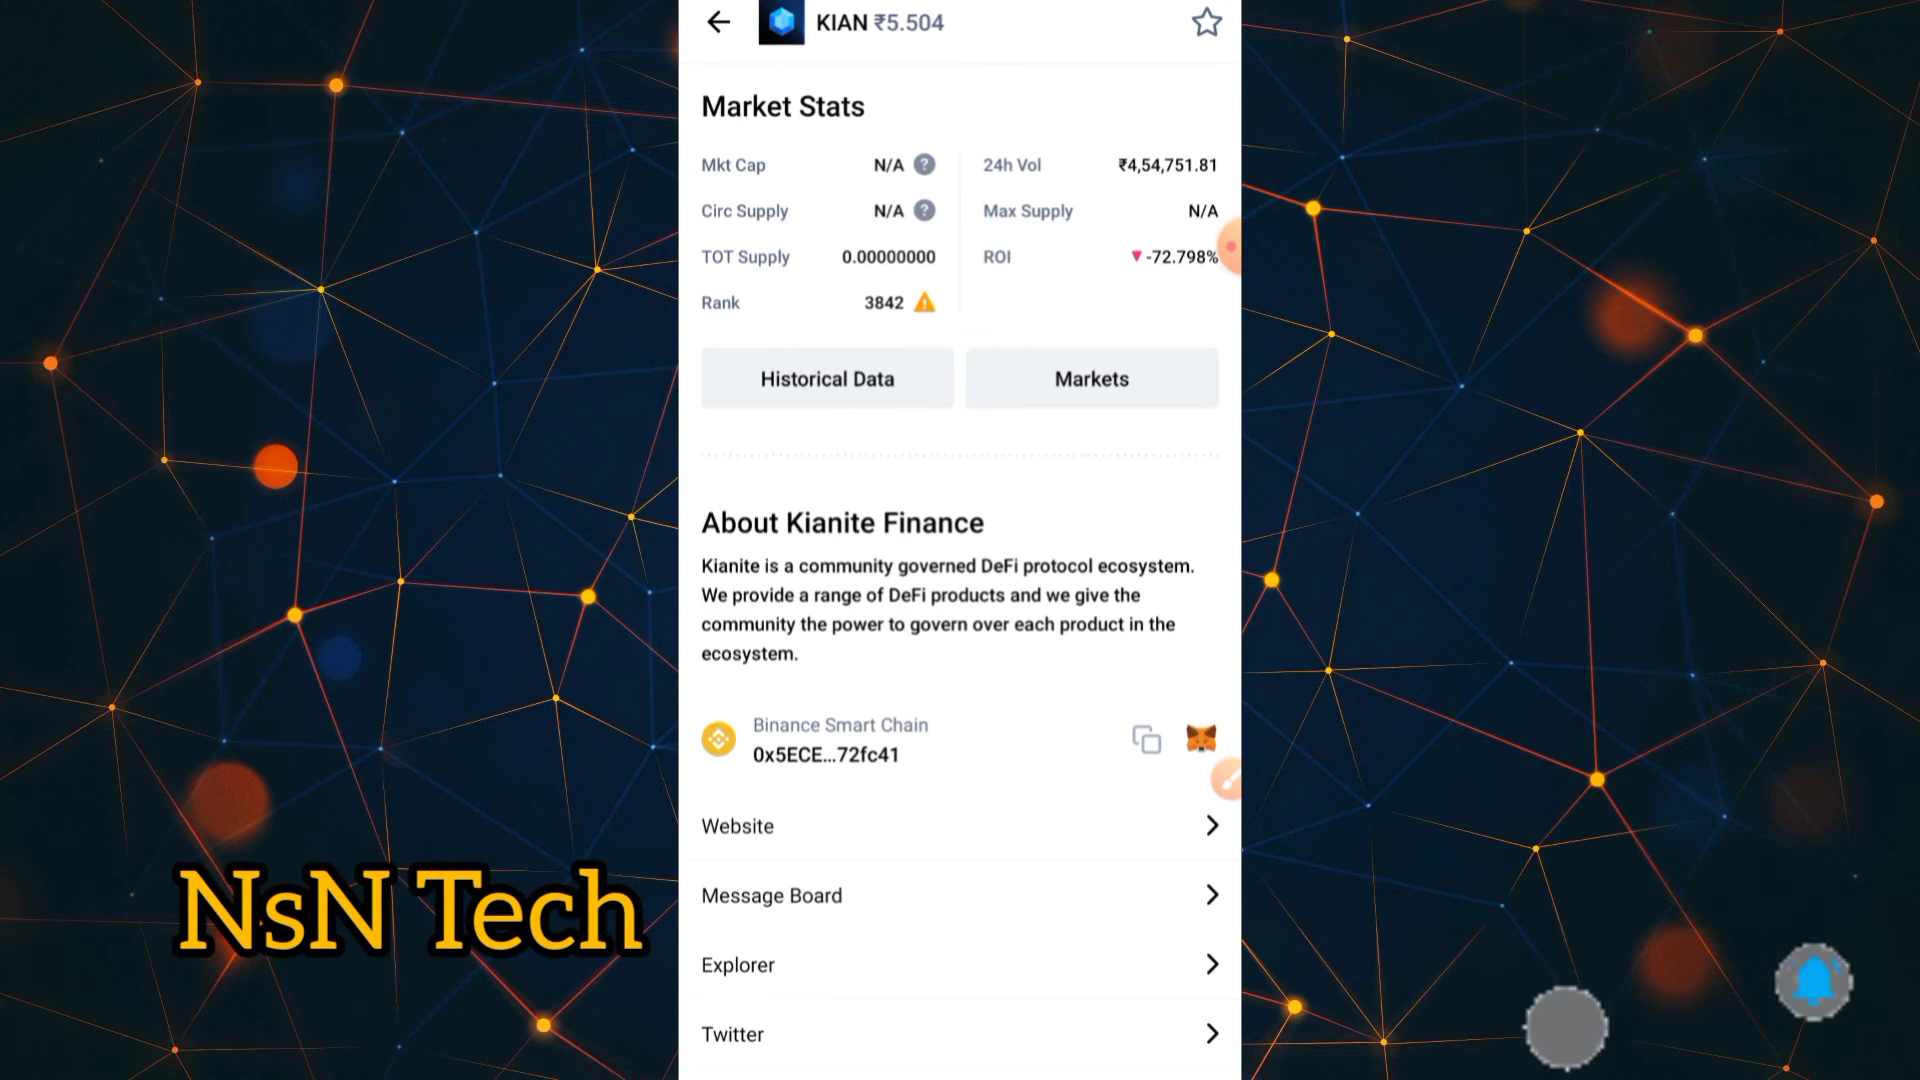 KIAN ₹5.504
Market Stats
Mkt Cap N/A ?
24h Vol ₹4,54,751.81
Circ Supply N/A ?
Max Supply N/A
TOT Supply 0.00000000
ROI ▼-72.798%
Rank 3842
Historical Data
Markets
About Kianite Finance
Kianite is a community governed DeFi protocol ecosystem.
We provide a range of DeFi products and we give the
community the power to govern over each product in the
ecosystem.
Binance Smart Chain
0x5ECE...72fc41
Website
Message Board
Explorer
Twitter
NsN Tech